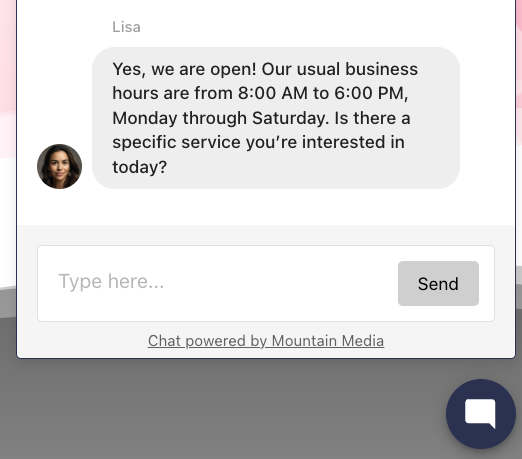 Lisa
Yes, we are open! Our usual business
hours are from 8:00 AM to 6:00 PM,
Monday through Saturday. Is there a
specific service you’re interested in
today?
Type here...
Send
Chat powered by Mountain Media